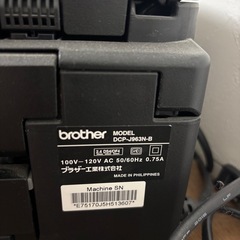 brother MODEL
DCP-J963N-B
100V-120V AC 50/60Hz 0.75A
ブラザー工業株式会社
MADE IN PHILIPPINES
Machine SN
*E75170J5H513607*